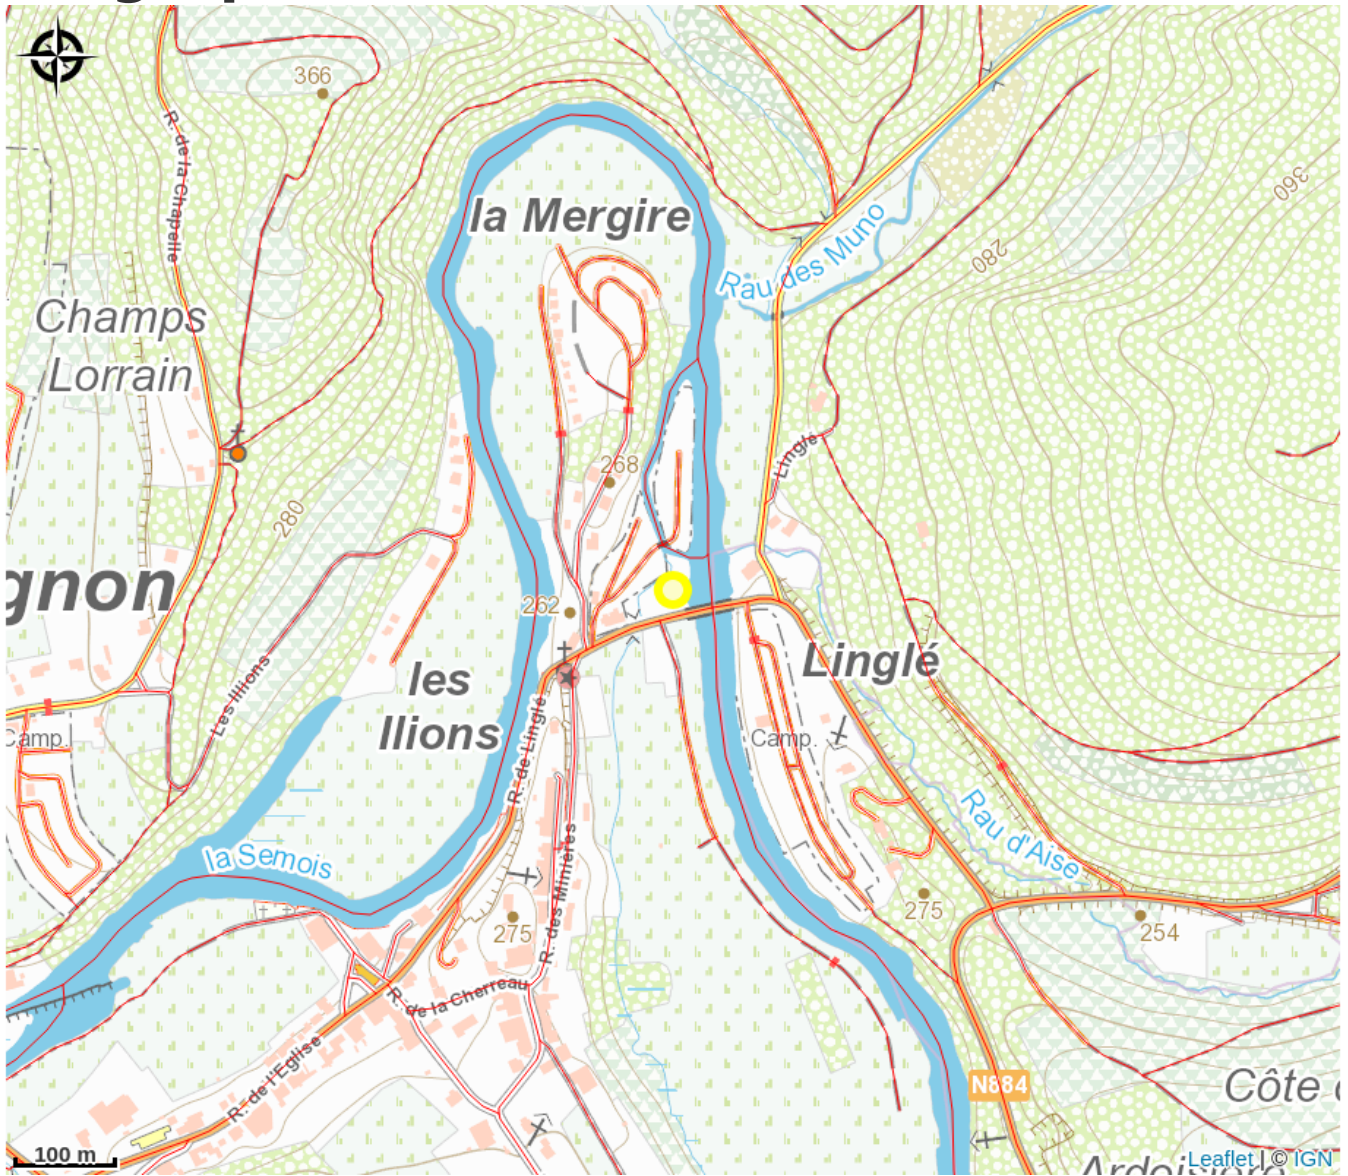 366
R. de la Chapelle
la Mergire
Rau des Muno
360
280
Champs
Lorrain
Linglé
268
280
gnon
262
les
Illions
Linglé
Les Illions
Camp.
Camp.
R. de Linglé
la Semois
R. des Minières
Rau d'Aise
275
275
254
R. de la Cherreau
R. de l'Eglise
N884
Côte
100 m
Leaflet | © IGN